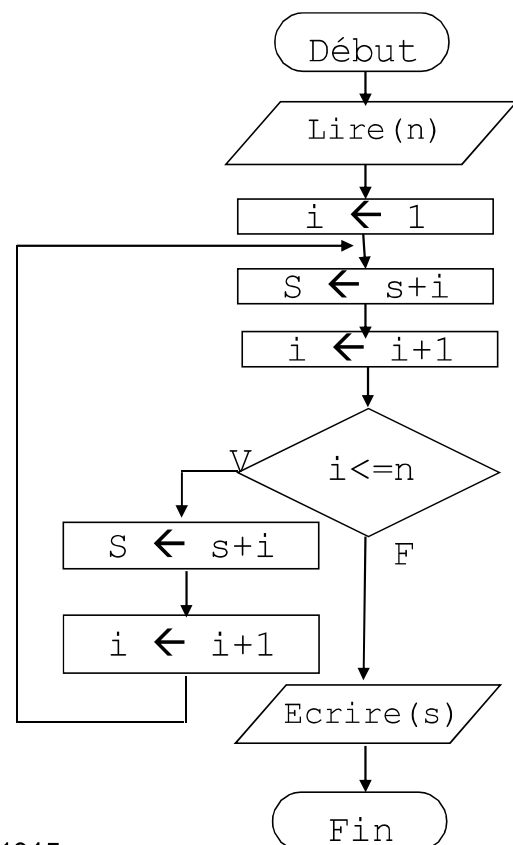 Début
Lire(n)
i ← 1
S ← s+i
i ← i+1
i<=n
V
F
S ← s+i
i ← i+1
Ecrire(s)
Fin